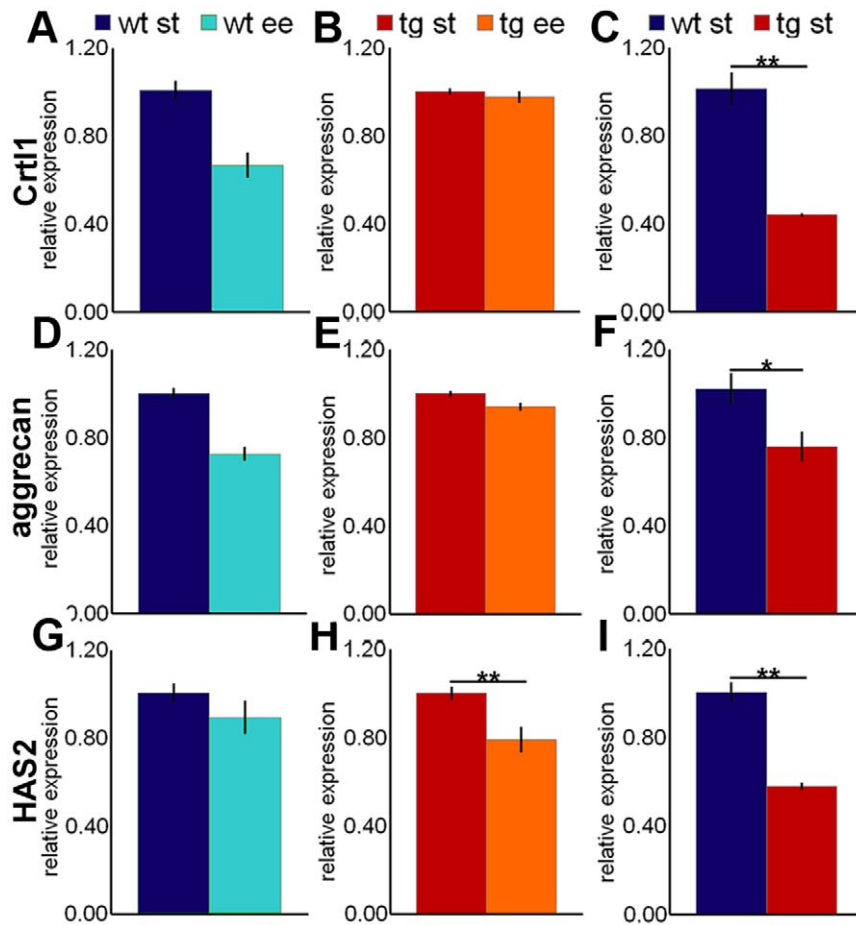 A wt st wt ee B tg st tg ee C wt st tg st
Crtl1
relative expression 1.20 0.80 0.40 0.00
relative expression 1.20 0.80 0.40 0.00
relative expression 1.20 0.80 0.40 0.00
**
D E F
aggrecan
relative expression 1.20 0.80 0.40 0.00
relative expression 1.20 0.80 0.40 0.00
relative expression 1.20 0.80 0.40 0.00
*
G H I
HAS2
relative expression 1.20 0.80 0.40 0.00
relative expression 1.20 0.80 0.40 0.00
**
relative expression 1.20 0.80 0.40 0.00
**